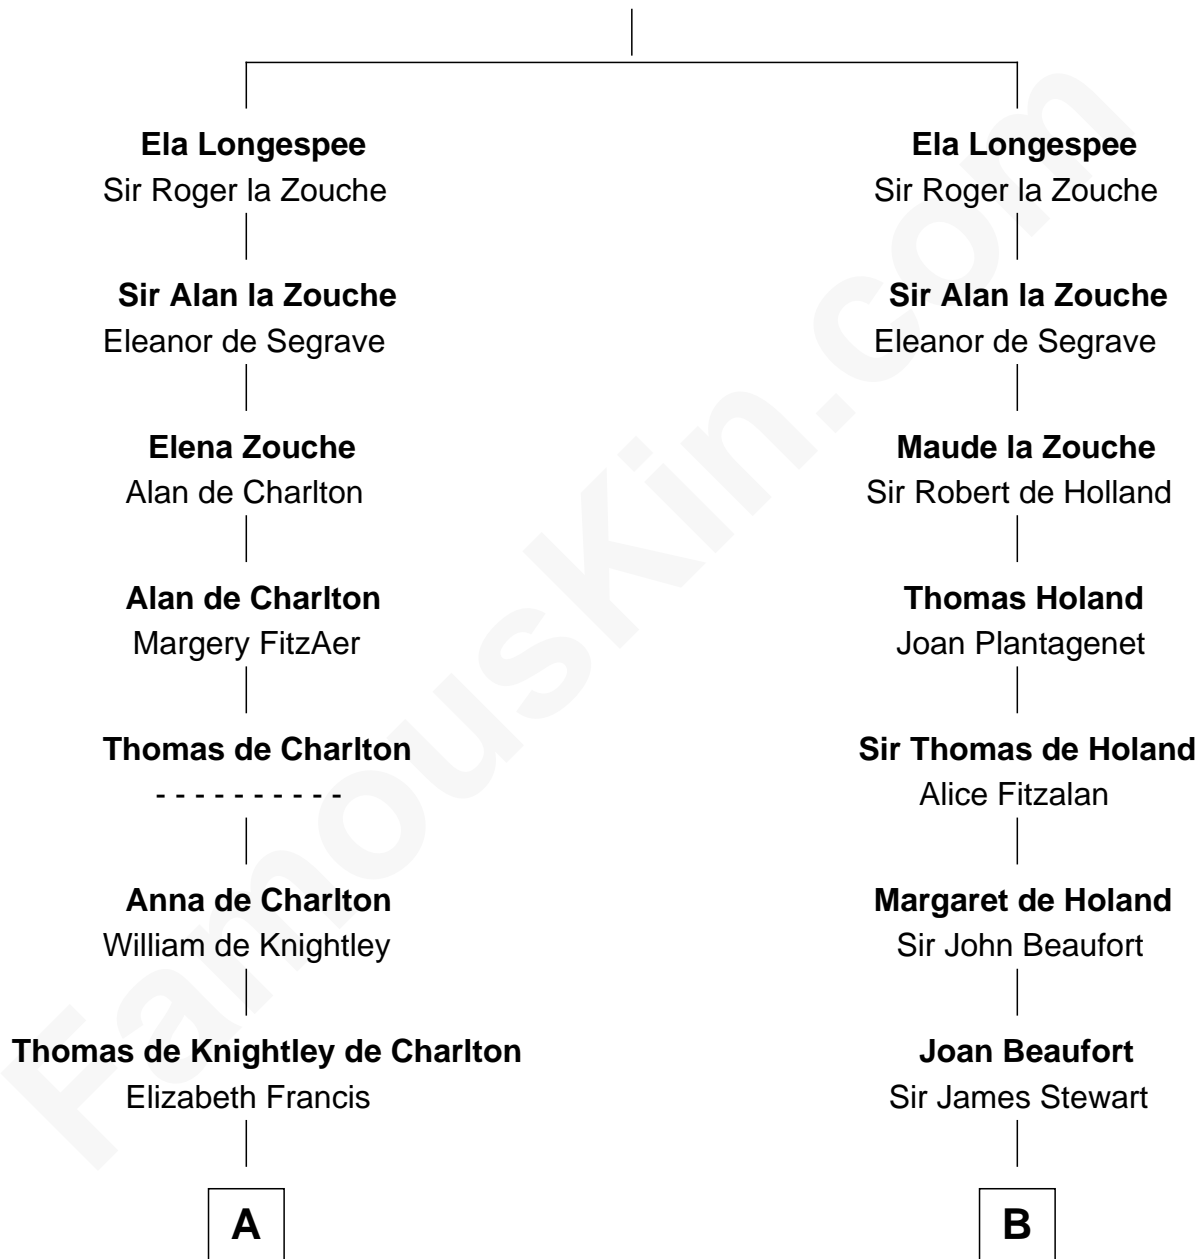 Ela Longespee
Sir Roger la Zouche
Sir Alan la Zouche
Eleanor de Segrave
Elena Zouche
Alan de Charlton
Alan de Charlton
Margery FitzAer
Thomas de Charlton
- - - - - - - - - -
Anna de Charlton
William de Knightley
Thomas de Knightley de Charlton
Elizabeth Francis
A
Ela Longespee
Sir Roger la Zouche
Sir Alan la Zouche
Eleanor de Segrave
Maude la Zouche
Sir Robert de Holland
Thomas Holand
Joan Plantagenet
Sir Thomas de Holand
Alice Fitzalan
Margaret de Holand
Sir John Beaufort
Joan Beaufort
Sir James Stewart
B
FamousKin.com